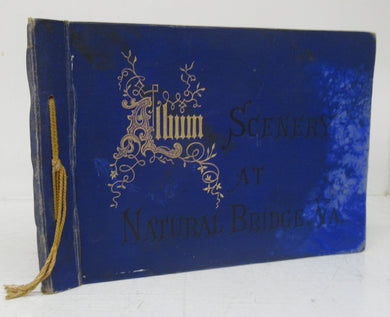 Album
SCENERY
AT
NATURAL BRIDGE, VA.